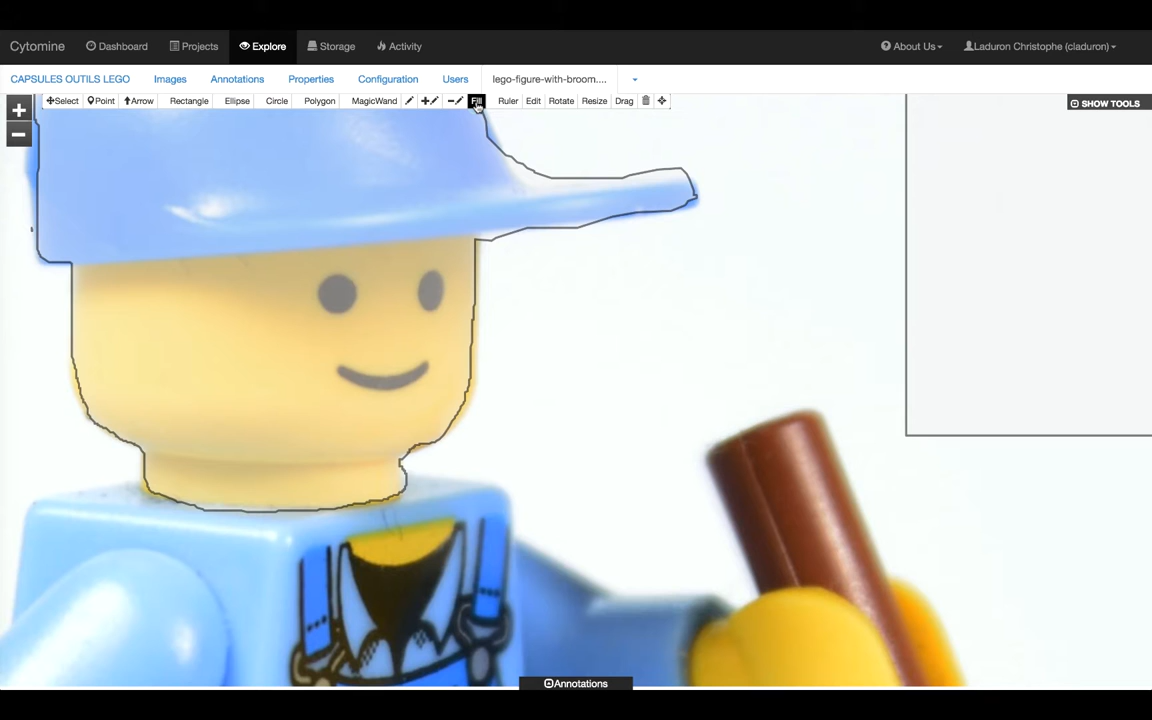 Cytomine Dashboard Projects Explore Storage Activity About Us Laduron Christophe (claduron)
CAPSULES OUTILS LEGO Images Annotations Properties Configuration Users lego-figure-with-broom....
Select Point Arrow Rectangle Ellipse Circle Polygon MagicWand Fill Ruler Edit Rotate Resize Drag
SHOW TOOLS
Annotations